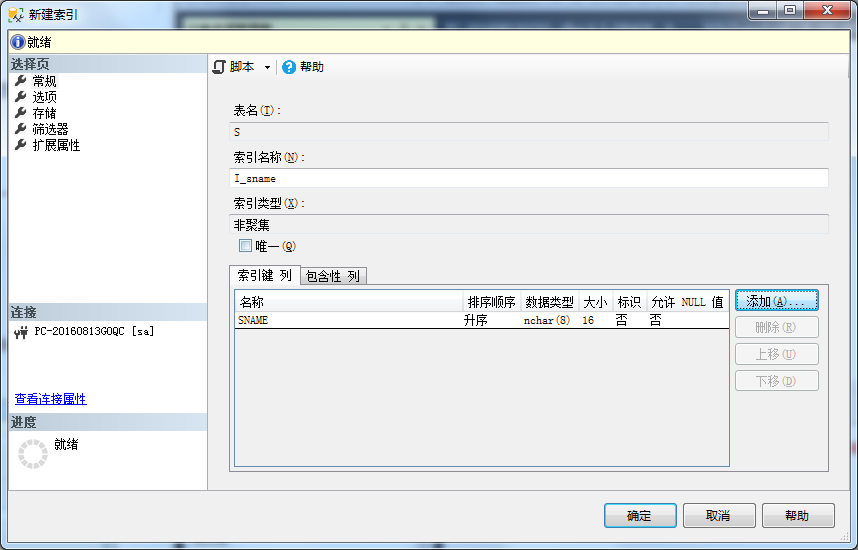 新建索引
就绪
选择页
常规
选项
存储
筛选器
扩展属性
连接
PC-20160813GOQC [sa]
查看连接属性
进度
就绪
脚本 帮助
表名(T):
S
索引名称(N):
I_sname
索引类型(X):
非聚集
唯一(Q)
索引键 列 包含性 列
名称 排序顺序 数据类型 大小 标识 允许 NULL 值
SNAME 升序 nchar(8) 16 否 否
添加(A)...
删除(R)
上移(U)
下移(D)
确定 取消 帮助